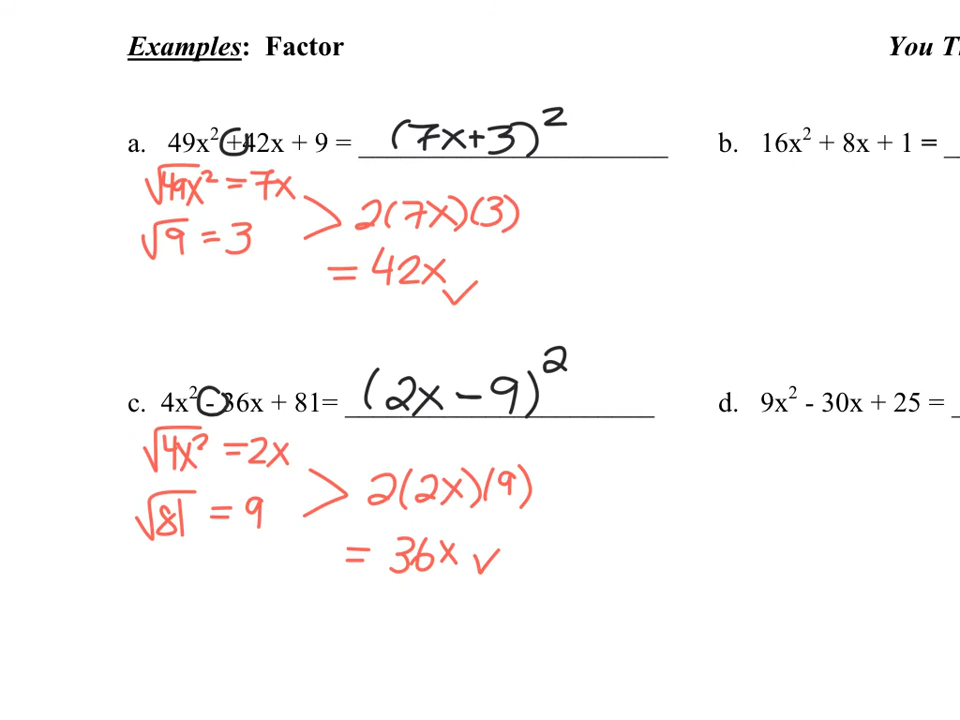 Examples: Factor
You T
a. 49x² + 42x + 9 = (7x+3)²
b. 16x² + 8x + 1 =
√49x² = 7x
2(7x)(3)
√9 = 3
= 42x ✓
c. 4x² - 36x + 81= (2x-9)²
d. 9x² - 30x + 25 =
√4x² = 2x
2(2x)(9)
√81 = 9
= 36x ✓